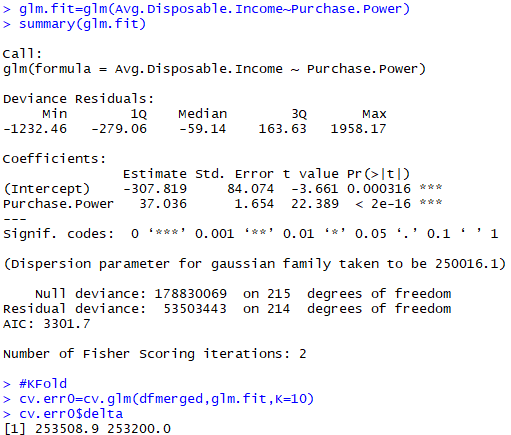 > glm.fit=glm(Avg.Disposable.Income~Purchase.Power)
> summary(glm.fit)
Call:
glm(formula = Avg.Disposable.Income ~ Purchase.Power)
Deviance Residuals:
Min 1Q Median 3Q Max
-1232.46 -279.06 -59.14 163.63 1958.17
Coefficients:
Estimate Std. Error t value Pr(>|t|)
(Intercept) -307.819 84.074 -3.661 0.000316 ***
Purchase.Power 37.036 1.654 22.389 < 2e-16 ***
---
Signif. codes: 0 ‘***’ 0.001 ‘**’ 0.01 ‘*’ 0.05 ‘.’ 0.1 ‘ ’ 1
(Dispersion parameter for gaussian family taken to be 250016.1)
Null deviance: 178830069 on 215 degrees of freedom
Residual deviance: 53503443 on 214 degrees of freedom
AIC: 3301.7
Number of Fisher Scoring iterations: 2
> #KFold
> cv.err0=cv.glm(dfmerged,glm.fit,K=10)
> cv.err0$delta
[1] 253508.9 253200.0